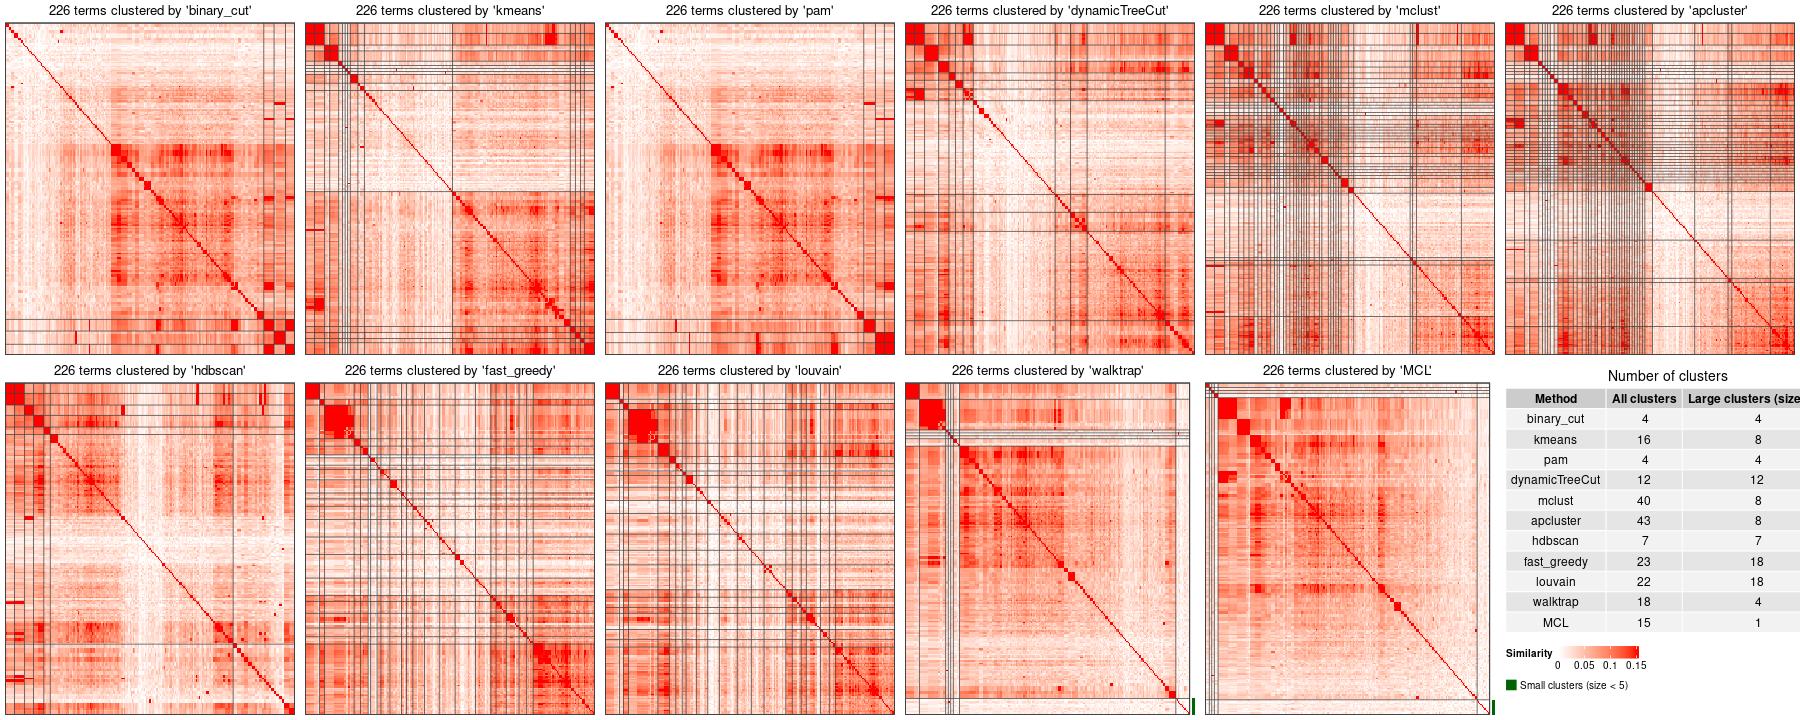 226 terms clustered by 'binary_cut'
226 terms clustered by 'kmeans'
226 terms clustered by 'pam'
226 terms clustered by 'dynamicTreeCut'
226 terms clustered by 'mclust'
226 terms clustered by 'apcluster'
226 terms clustered by 'hdbscan'
226 terms clustered by 'fast_greedy'
226 terms clustered by 'louvain'
226 terms clustered by 'walktrap'
226 terms clustered by 'MCL'
Number of clusters
Method All clusters Large clusters (size
binary_cut 4 4
kmeans 16 8
pam 4 4
dynamicTreeCut 12 12
mclust 40 8
apcluster 43 8
hdbscan 7 7
fast_greedy 23 18
louvain 22 18
walktrap 18 4
MCL 15 1
Similarity
0 0.05 0.1 0.15
Small clusters (size < 5)